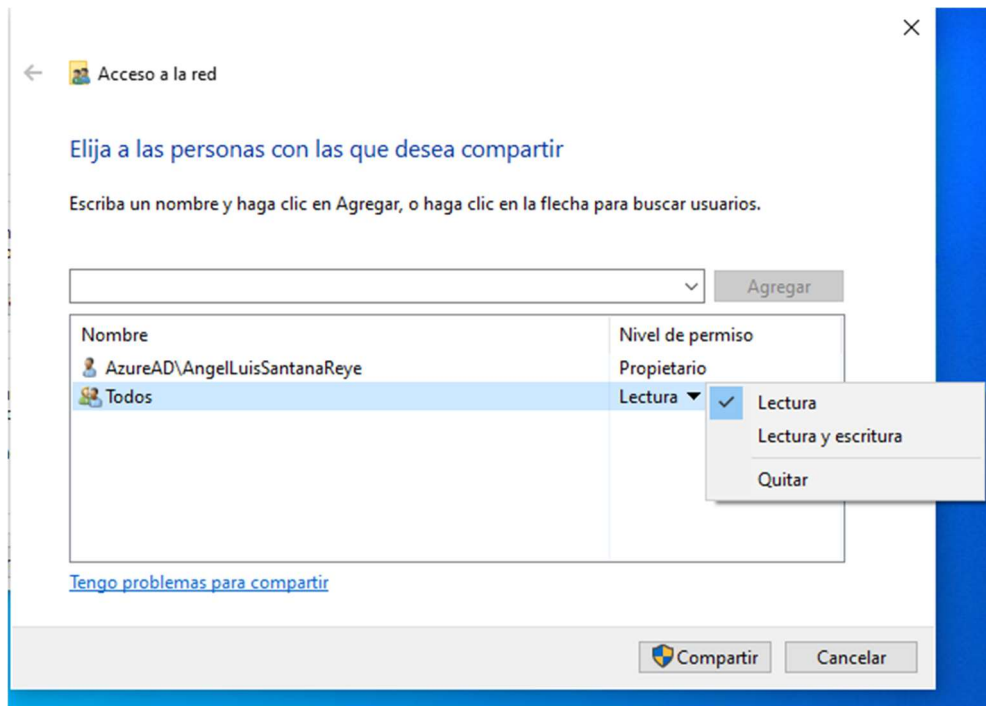 Acceso a la red
Elija a las personas con las que desea compartir
Escriba un nombre y haga clic en Agregar, o haga clic en la flecha para buscar usuarios.
Agregar
Nombre Nivel de permiso
AzureAD\AngelLuisSantanaReye Propietario
Todos Lectura
Lectura
Lectura y escritura
Quitar
Tengo problemas para compartir
Compartir Cancelar